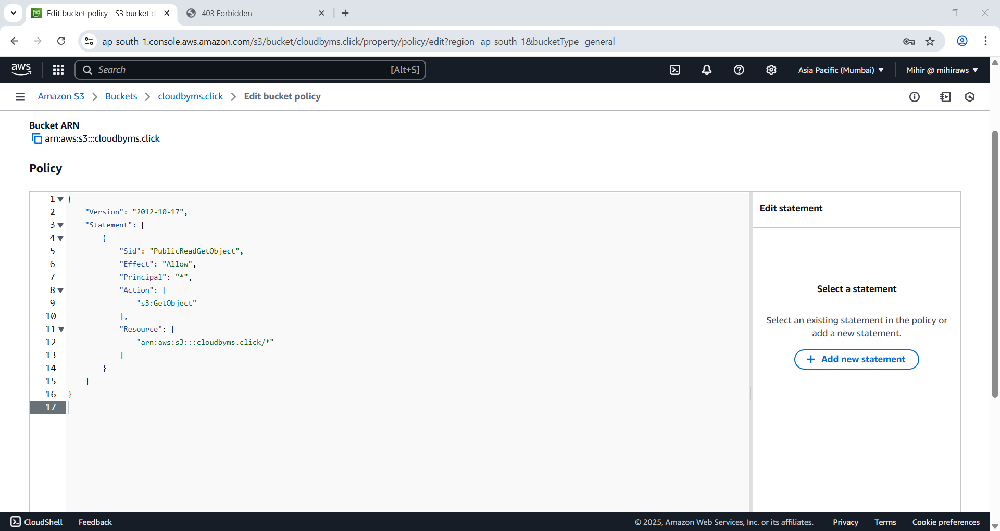 Edit bucket policy - S3 bucket c
403 Forbidden
ap-south-1.console.aws.amazon.com/s3/bucket/cloudbyms.click/property/policy/edit?region=ap-south-1&bucketType=general
aws
Search
[Alt+S]
Asia Pacific (Mumbai)
Mihir @ mihiraws
Amazon S3
Buckets
cloudbyms.click
Edit bucket policy
Bucket ARN
arn:aws:s3:::cloudbyms.click
Policy
1 {
2 "Version": "2012-10-17",
3 "Statement": [
4 {
5 "Sid": "PublicReadGetObject",
6 "Effect": "Allow",
7 "Principal": "*",
8 "Action": [
9 "s3:GetObject"
10 ],
11 "Resource": [
12 "arn:aws:s3:::cloudbyms.click/*"
13 ]
14 }
15 ]
16 }
17
Edit statement
Select a statement
Select an existing statement in the policy or
add a new statement.
+ Add new statement
CloudShell
Feedback
© 2025, Amazon Web Services, Inc. or its affiliates.
Privacy
Terms
Cookie preferences